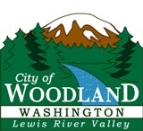 City of
WOODLAND
WASHINGTON
Lewis River Valley